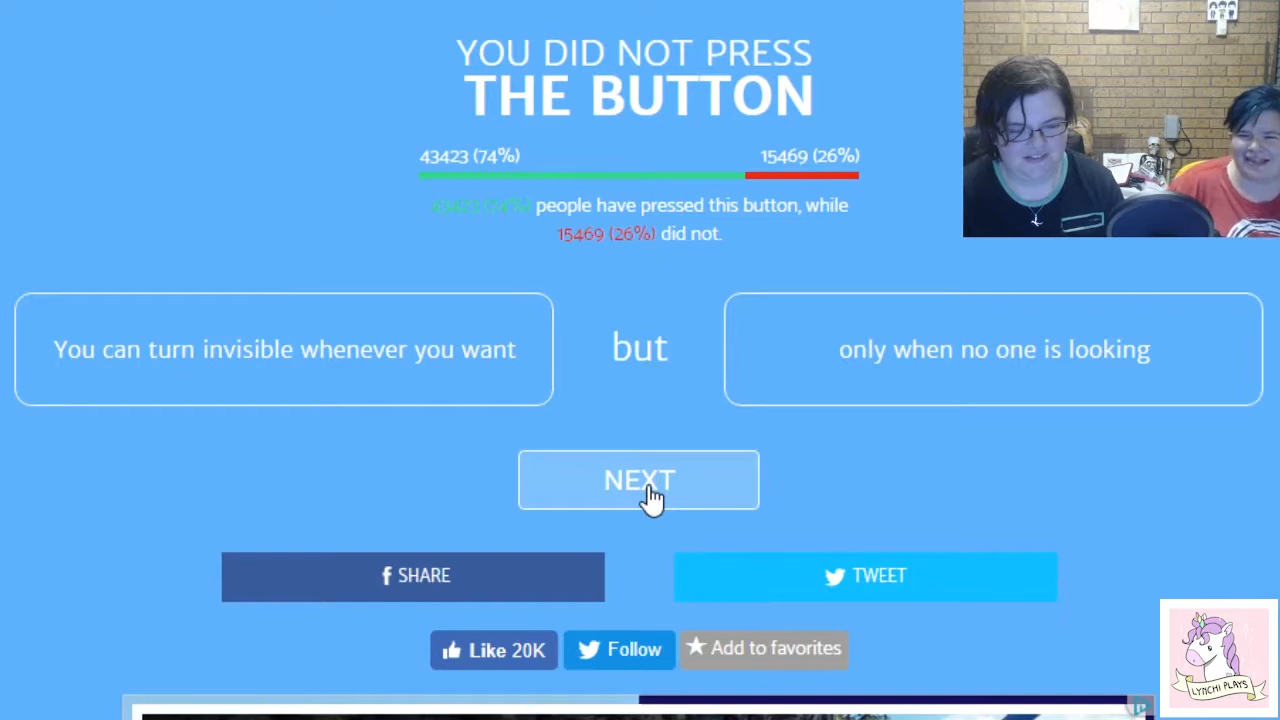 YOU DID NOT PRESS
THE BUTTON
43423 (74%)
15469 (26%)
43423 (74%) people have pressed this button, while
15469 (26%) did not.
You can turn invisible whenever you want
but
only when no one is looking
NEXT
SHARE
TWEET
Like 20K
Follow
Add to favorites
LYNCHI PLAYS